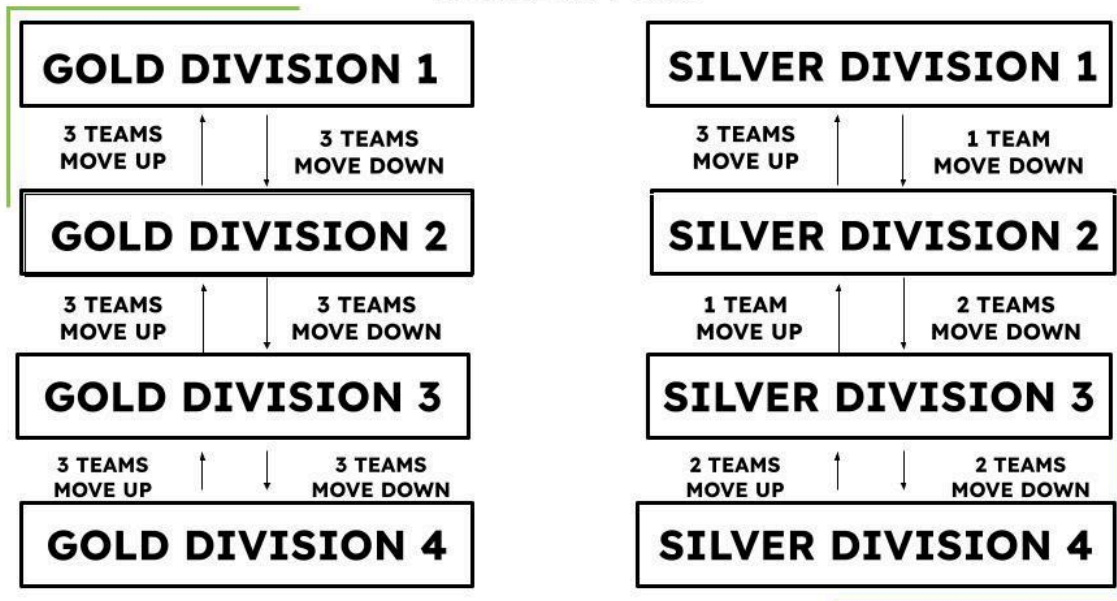 GOLD DIVISION 1
3 TEAMS
MOVE UP
3 TEAMS
MOVE DOWN
GOLD DIVISION 2
3 TEAMS
MOVE UP
3 TEAMS
MOVE DOWN
GOLD DIVISION 3
3 TEAMS
MOVE UP
3 TEAMS
MOVE DOWN
GOLD DIVISION 4
SILVER DIVISION 1
3 TEAMS
MOVE UP
1 TEAM
MOVE DOWN
SILVER DIVISION 2
1 TEAM
MOVE UP
2 TEAMS
MOVE DOWN
SILVER DIVISION 3
2 TEAMS
MOVE UP
2 TEAMS
MOVE DOWN
SILVER DIVISION 4